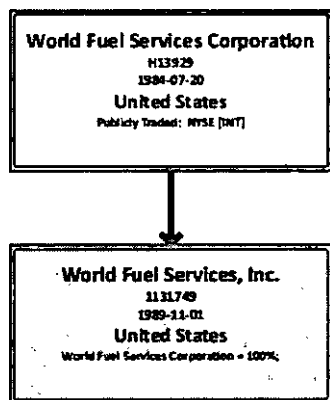 World Fuel Services Corporation
H13929
1984-07-20
United States
Publicly Traded: NYSE [INT]
World Fuel Services, Inc.
1131749
1989-11-01
United States
World Fuel Services Corporation = 100%;